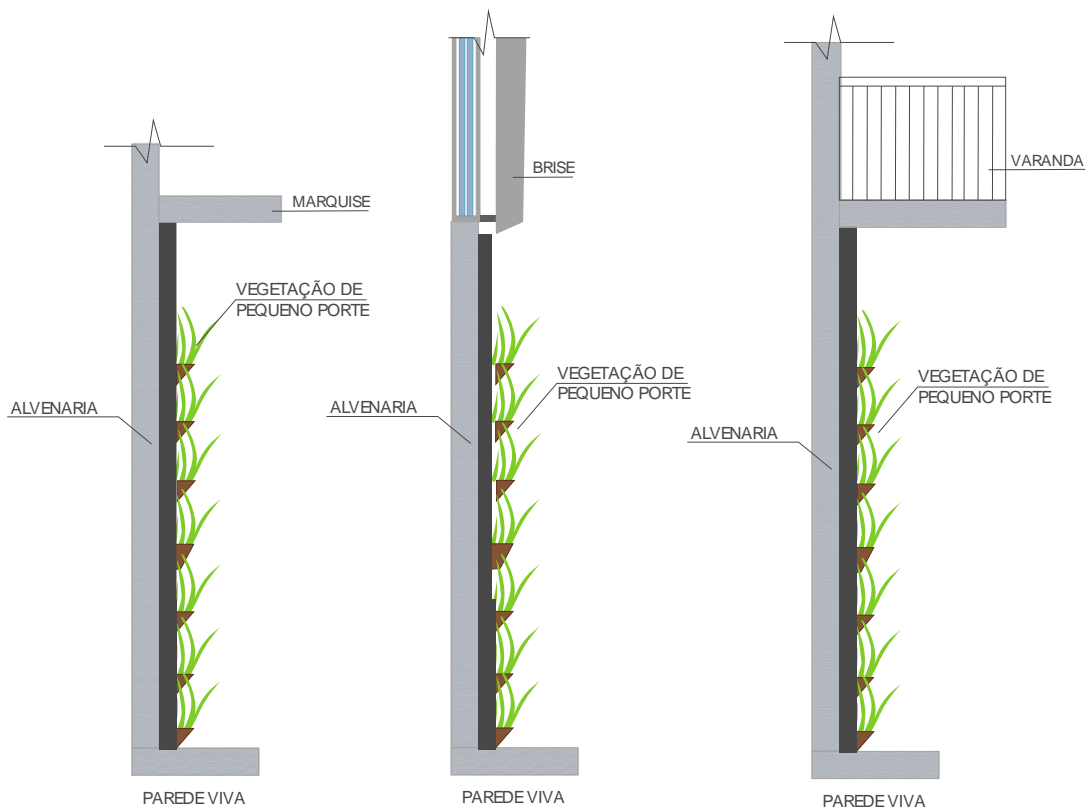 MARQUISE
VEGETAÇÃO DE
PEQUENO PORTE
ALVENARIA
PAREDE VIVA
BRISE
VEGETAÇÃO DE
PEQUENO PORTE
ALVENARIA
PAREDE VIVA
VARANDA
VEGETAÇÃO DE
PEQUENO PORTE
ALVENARIA
PAREDE VIVA